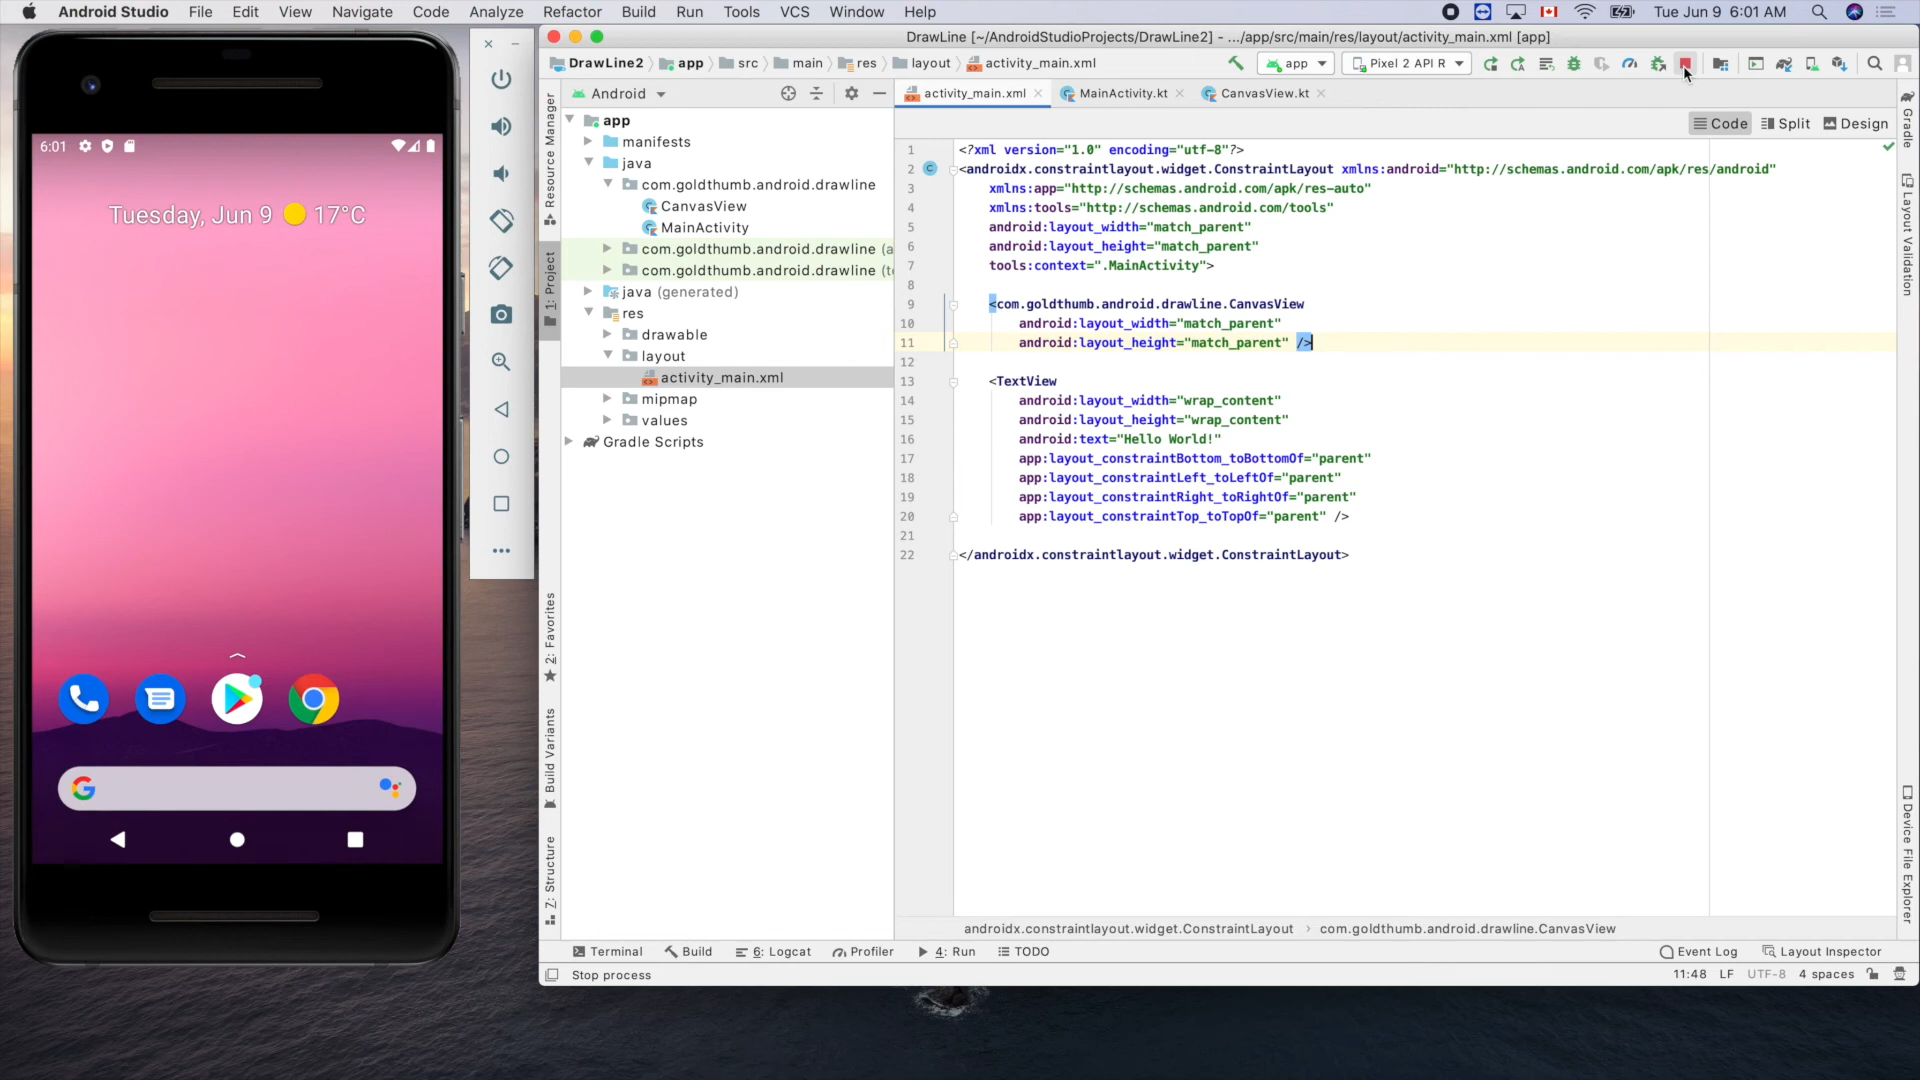 Android Studio File Edit View Navigate Code Analyze Refactor Build Run Tools VCS Window Help Tue Jun 9 6:01 AM
DrawLine [~/AndroidStudioProjects/DrawLine2] - .../app/src/main/res/layout/activity_main.xml [app]
DrawLine2 app src main res layout activity_main.xml app Pixel 2 API R
Android activity_main.xml MainActivity.kt CanvasView.kt
Code Split Design
6:01
Tuesday, Jun 9 17°C
Resource Manager
1: Project
2: Favorites
Build Variants
7: Structure
app
manifests
java
com.goldthumb.android.drawline
CanvasView
MainActivity
com.goldthumb.android.drawline (a
com.goldthumb.android.drawline (t
java (generated)
res
drawable
layout
activity_main.xml
mipmap
values
Gradle Scripts
1 <?xml version="1.0" encoding="utf-8"?>
2 <androidx.constraintlayout.widget.ConstraintLayout xmlns:android="http://schemas.android.com/apk/res/android"
3 xmlns:app="http://schemas.android.com/apk/res-auto"
4 xmlns:tools="http://schemas.android.com/tools"
5 android:layout_width="match_parent"
6 android:layout_height="match_parent"
7 tools:context=".MainActivity">
8
9 <com.goldthumb.android.drawline.CanvasView
10 android:layout_width="match_parent"
11 android:layout_height="match_parent" />
12
13 <TextView
14 android:layout_width="wrap_content"
15 android:layout_height="wrap_content"
16 android:text="Hello World!"
17 app:layout_constraintBottom_toBottomOf="parent"
18 app:layout_constraintLeft_toLeftOf="parent"
19 app:layout_constraintRight_toRightOf="parent"
20 app:layout_constraintTop_toTopOf="parent" />
21
22 </androidx.constraintlayout.widget.ConstraintLayout>
Gradle
Layout Validation
Device File Explorer
androidx.constraintlayout.widget.ConstraintLayout › com.goldthumb.android.drawline.CanvasView
Terminal Build 6: Logcat Profiler 4: Run TODO Event Log Layout Inspector
Stop process 11:48 LF UTF-8 4 spaces